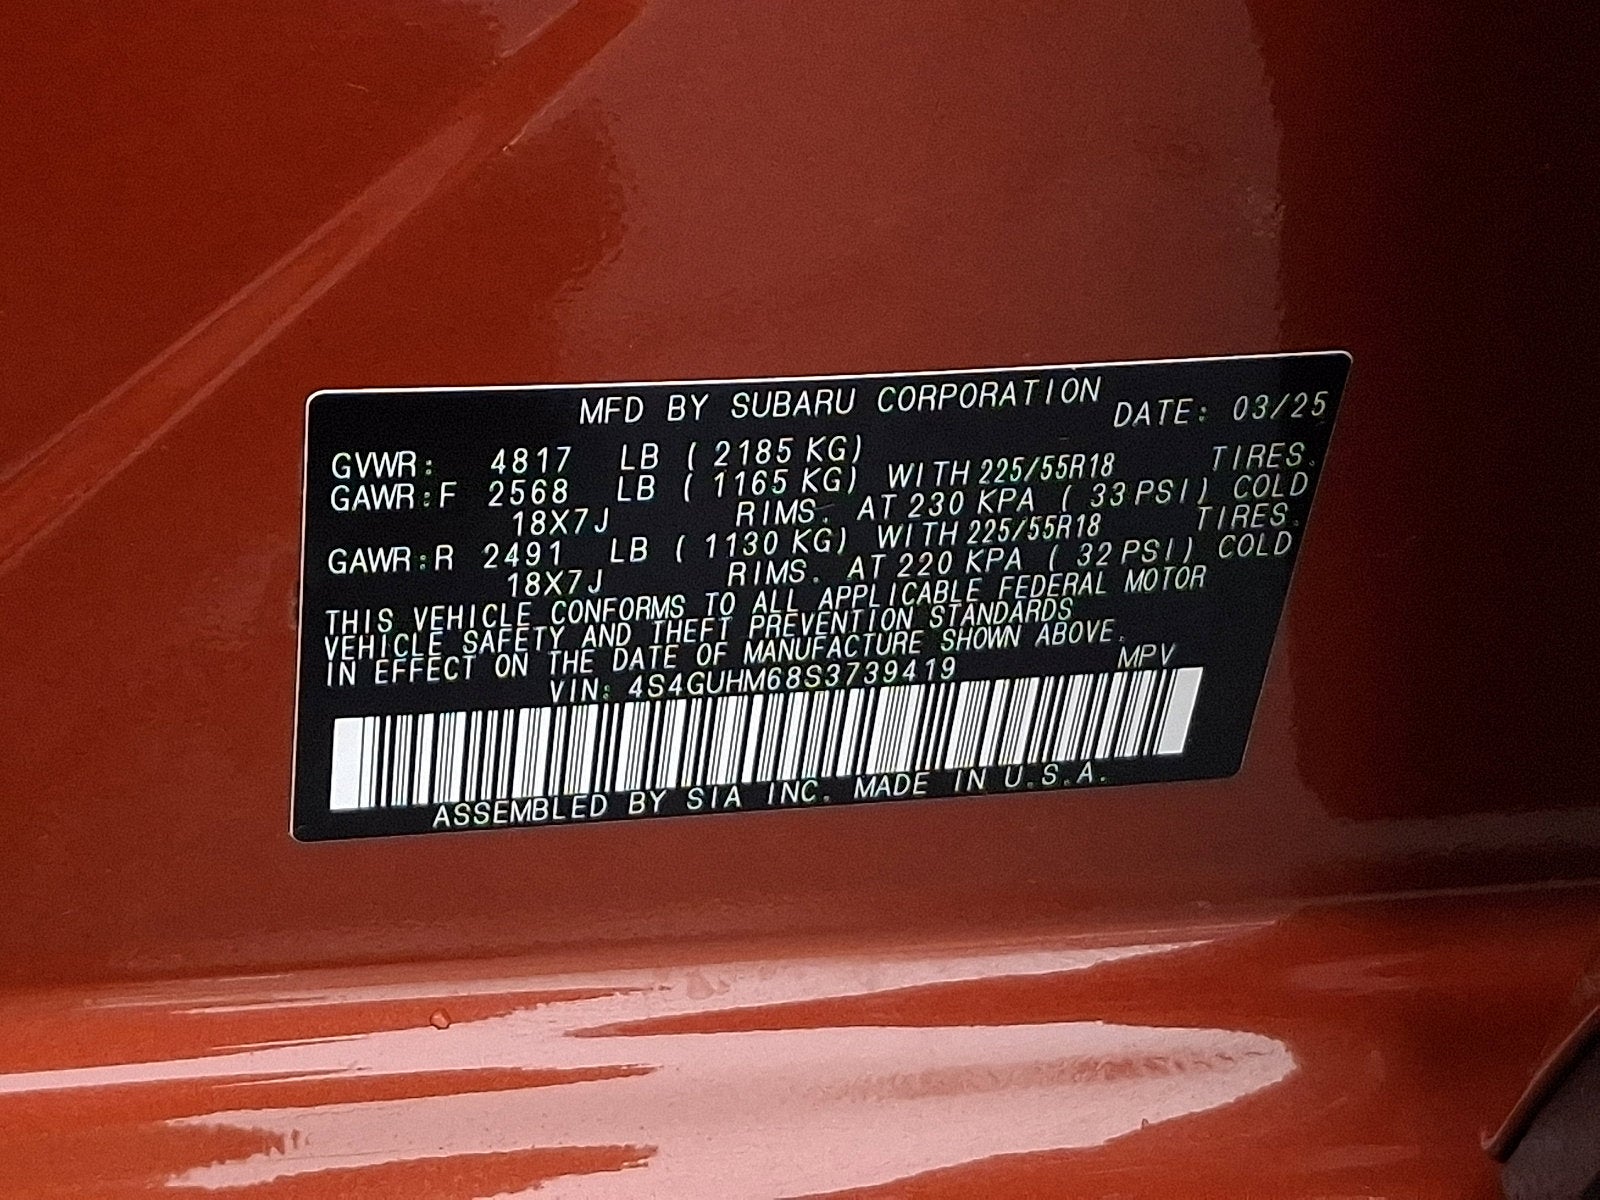 MFD BY SUBARU CORPORATION DATE: 03/25
GVWR: 4817 LB (2185 KG)
GAWR:F 2568 LB (1165 KG) WITH 225/55R18 TIRES.
18X7J RIMS. AT 230 KPA (33 PSI) COLD
GAWR:R 2491 LB (1130 KG) WITH 225/55R18 TIRES.
18X7J RIMS. AT 220 KPA (32 PSI) COLD
THIS VEHICLE CONFORMS TO ALL APPLICABLE FEDERAL MOTOR
VEHICLE SAFETY AND THEFT PREVENTION STANDARDS
IN EFFECT ON THE DATE OF MANUFACTURE SHOWN ABOVE.
VIN: 4S4GUHM68S3739419 MPV
ASSEMBLED BY SIA INC. MADE IN U.S.A.